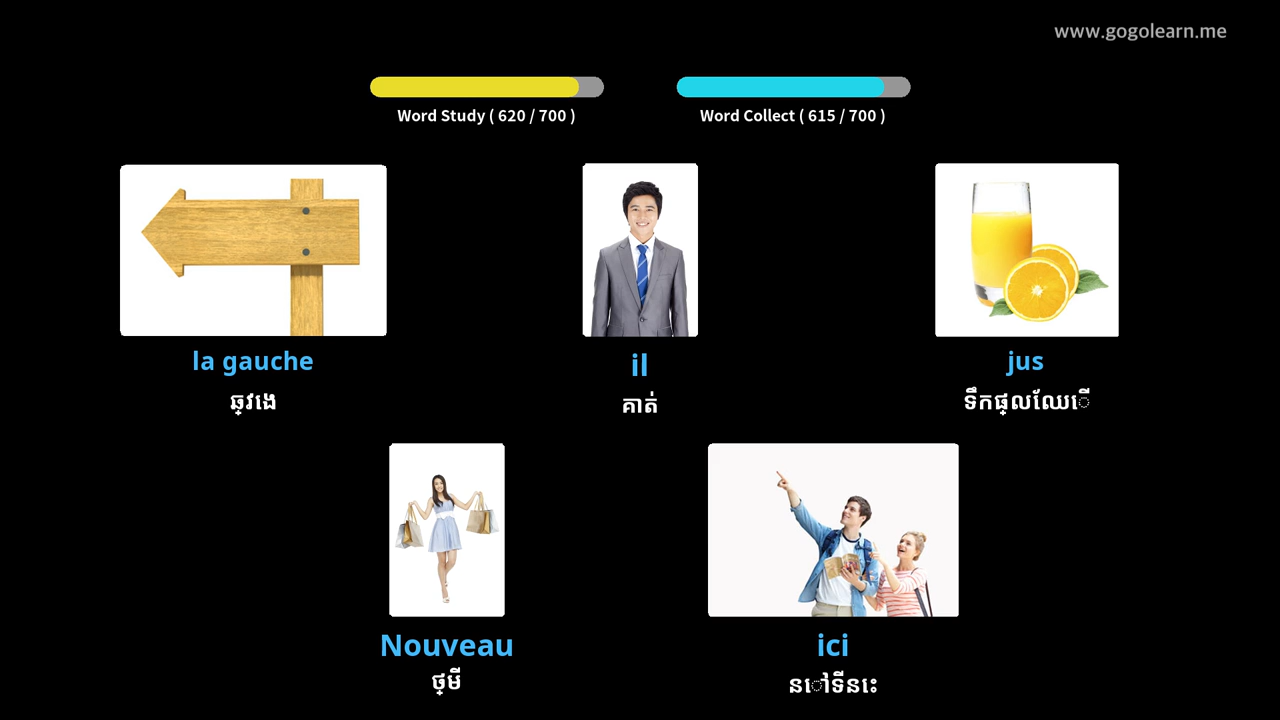 www.gogolearn.me
Word Study ( 620 / 700 )
Word Collect ( 615 / 700 )
la gauche
ឆ្វេង
il
គាត់
jus
ទឹកផ្លែឈើ
Nouveau
ថ្មី
ici
នៅទីនេះ